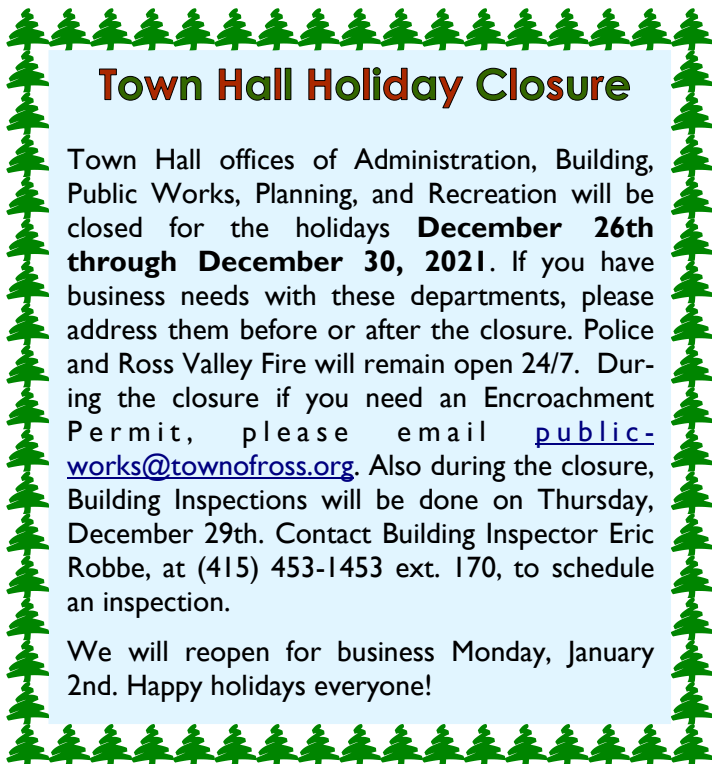 Town Hall Holiday Closure
Town Hall offices of Administration, Building,
Public Works, Planning, and Recreation will be
closed for the holidays December 26th
through December 30, 2021. If you have
business needs with these departments, please
address them before or after the closure. Police
and Ross Valley Fire will remain open 24/7. Dur-
ing the closure if you need an Encroachment
Permit, please email public-
works@townofross.org. Also during the closure,
Building Inspections will be done on Thursday,
December 29th. Contact Building Inspector Eric
Robbe, at (415) 453-1453 ext. 170, to schedule
an inspection.
We will reopen for business Monday, January
2nd. Happy holidays everyone!